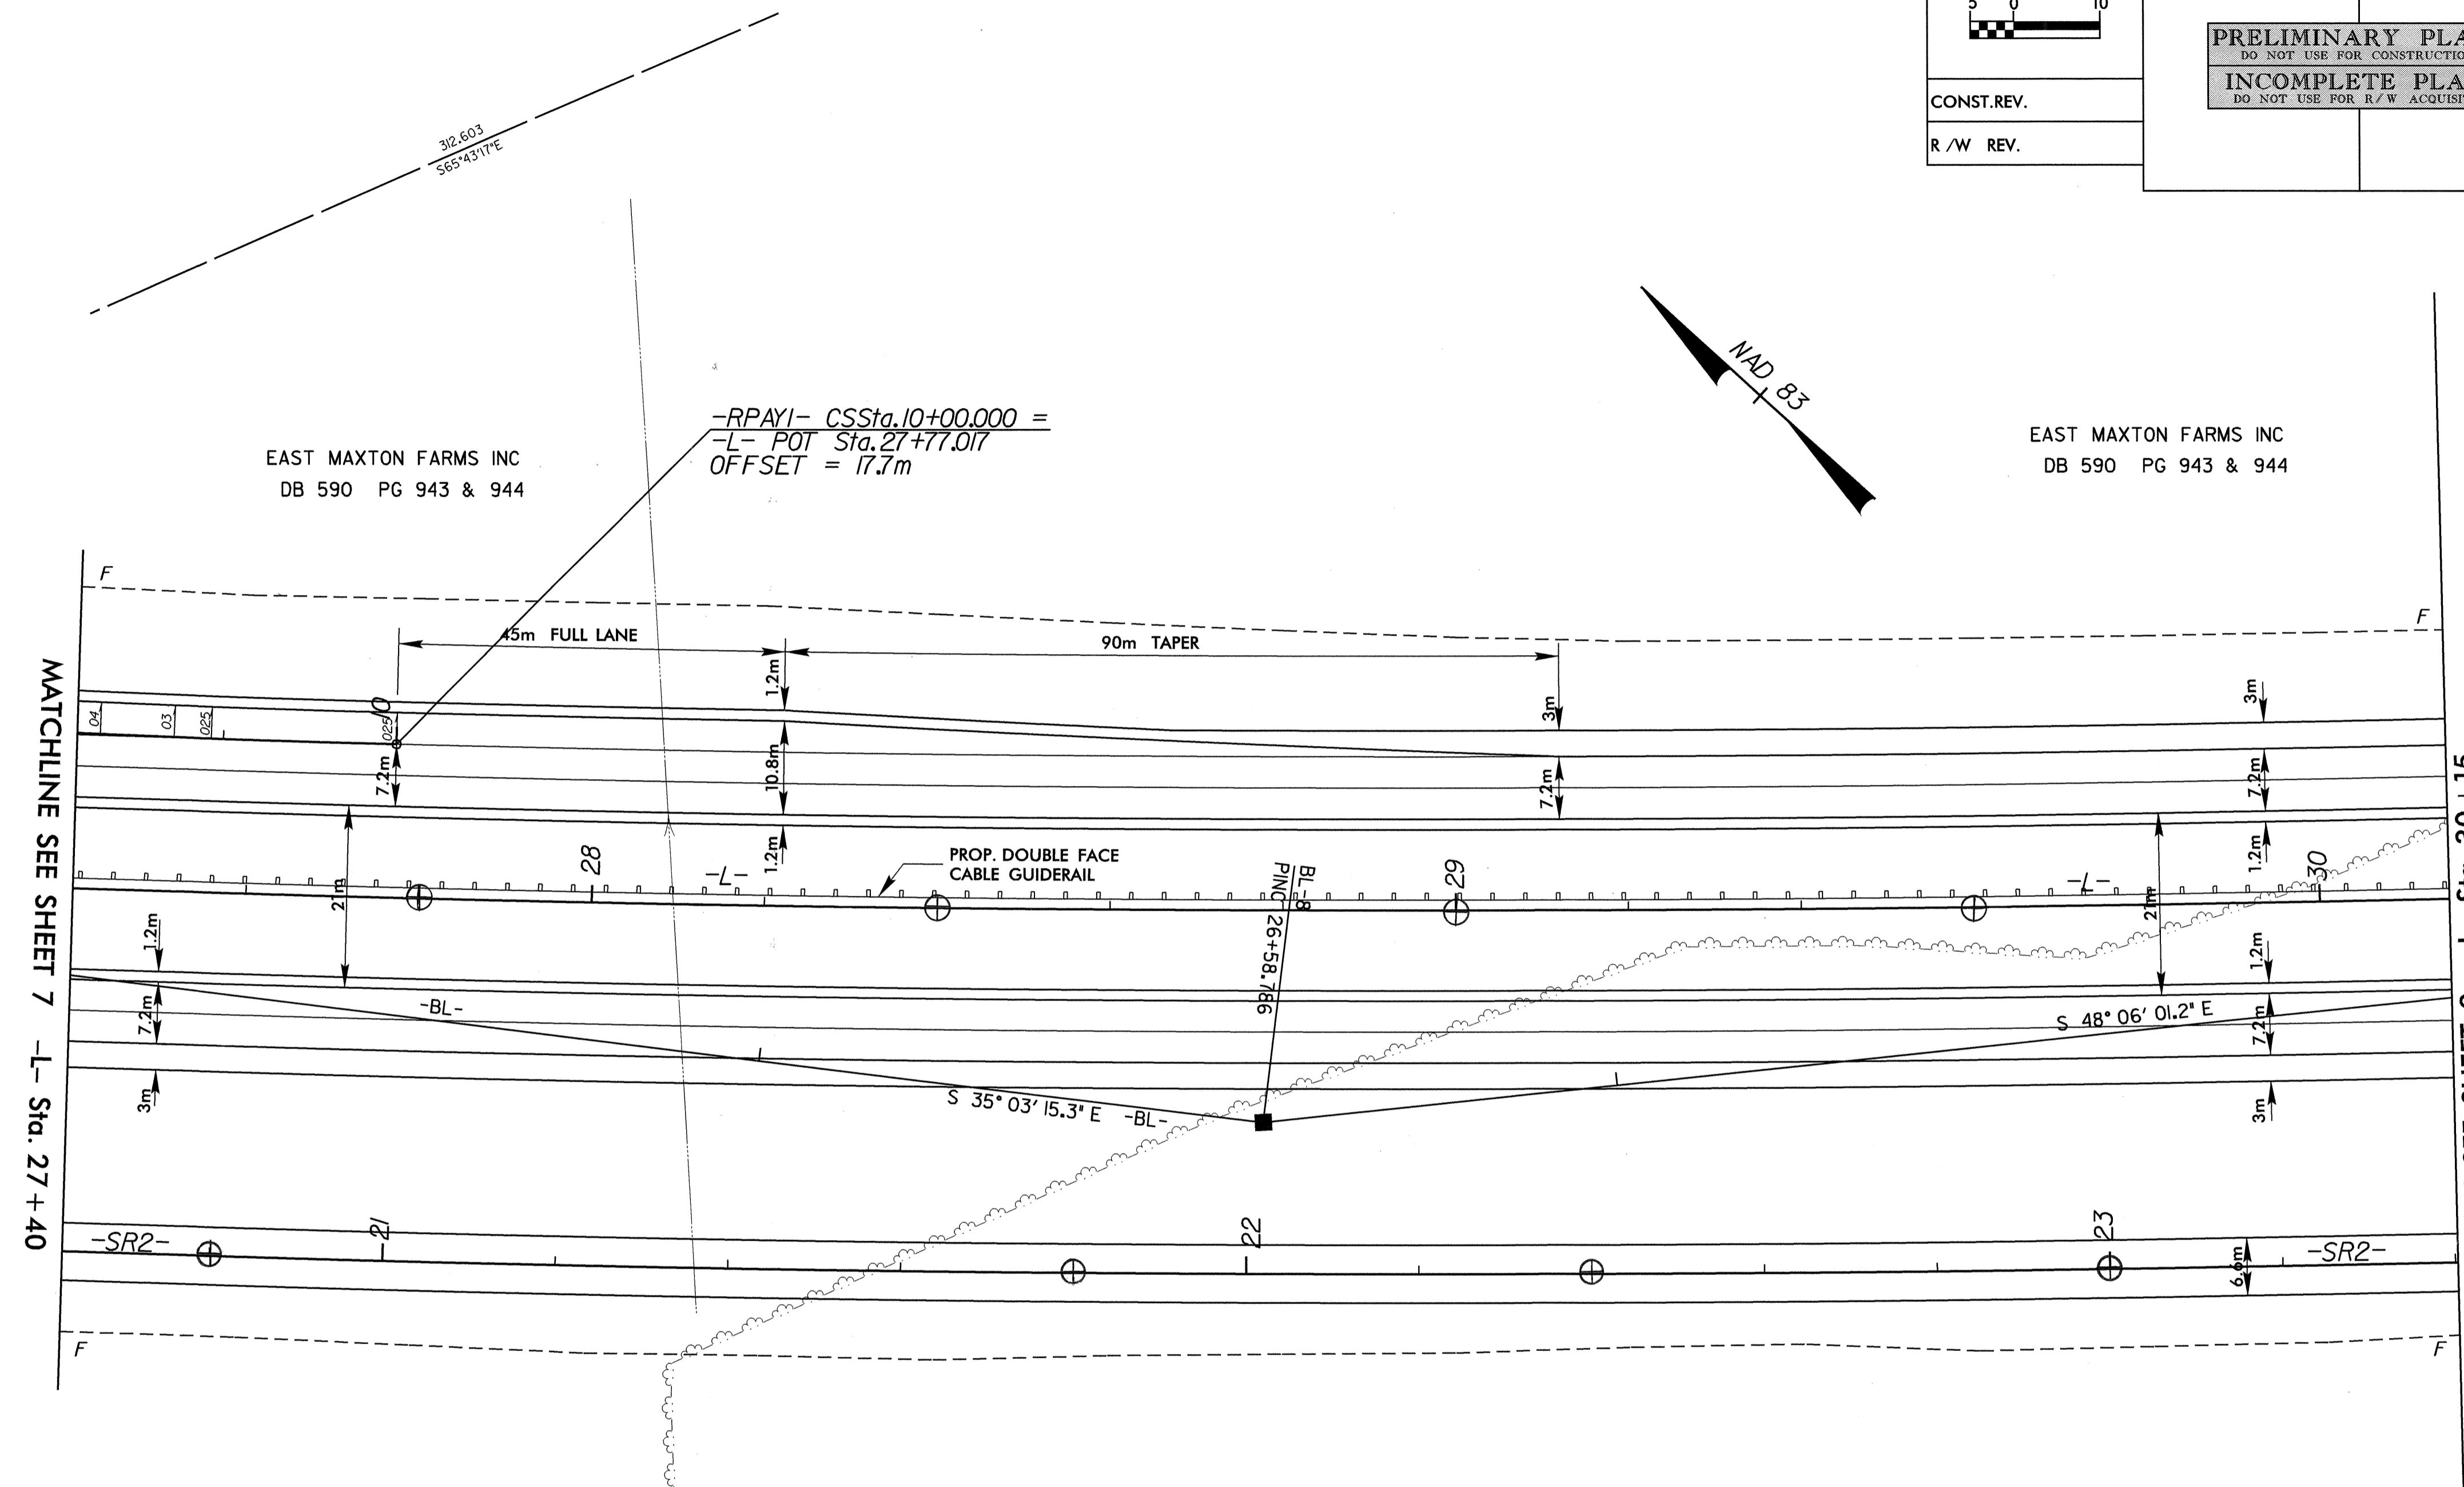 5 0 10
PRELIMINARY PLA
DO NOT USE FOR CONSTRUCTIO
INCOMPLETE PLA
DO NOT USE FOR R/W ACQUISI
CONST.REV.
R/W REV.
312.603
S65°43'17"E
NAD 83
-RPAY1- CSSta.10+00.000 =
-L- POT Sta.27+77.017
OFFSET = 17.7m
EAST MAXTON FARMS INC
DB 590 PG 943 & 944
EAST MAXTON FARMS INC
DB 590 PG 943 & 944
F
F
45m FULL LANE
90m TAPER
1.2m
3m
3m
04
03
025
025
10
7.2m
10.8m
7.2m
7.2m
1.2m
1.2m
PROP. DOUBLE FACE
CABLE GUIDERAIL
28
-L-
29
-L-
30
21m
21m
BL-8
PINC 26+58.786
1.2m
1.2m
7.2m
7.2m
3m
3m
-BL-
S 35° 03' 15.3" E -BL-
S 48° 06' 01.2" E
MATCHLINE SEE SHEET 7 -L- Sta. 27+40
-SR2-
21
22
23
6.6m
-SR2-
F
F